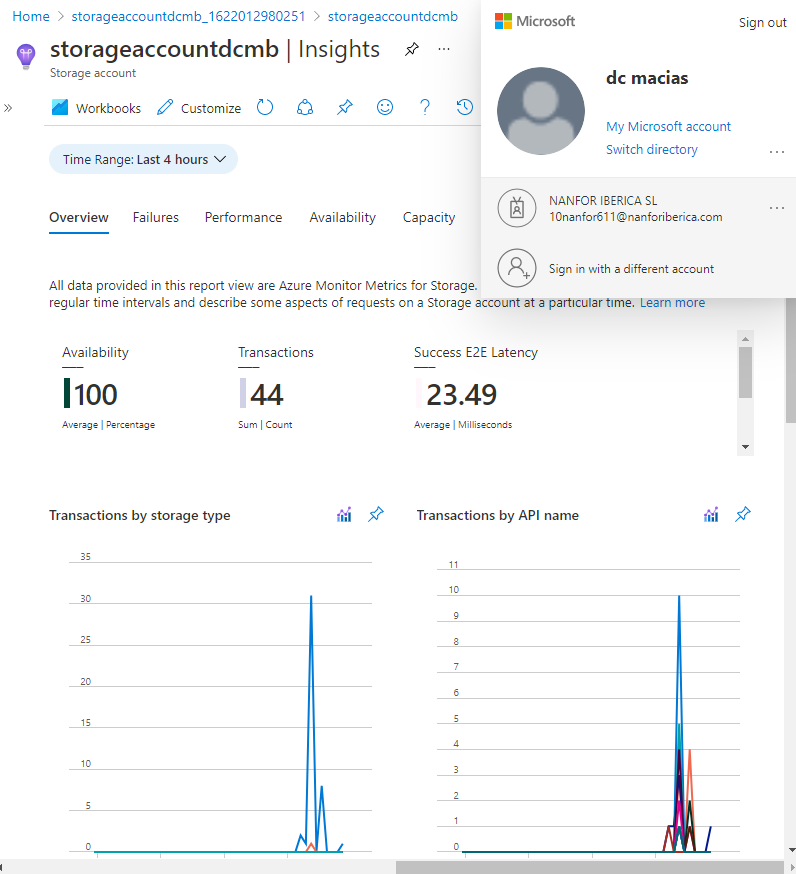 Home > storageaccountdcmb_1622012980251 > storageaccountdcmb
storageaccountdcmb | Insights
Storage account
Workbooks Customize
Time Range: Last 4 hours
Overview Failures Performance Availability Capacity
All data provided in this report view are Azure Monitor Metrics for Storage.
regular time intervals and describe some aspects of requests on a Storage account at a particular time. Learn more
Microsoft
Sign out
dc macias
My Microsoft account
Switch directory
NANFOR IBERICA SL
10nanfor611@nanforiberica.com
Sign in with a different account
Availability
100
Average | Percentage
Transactions
44
Sum | Count
Success E2E Latency
23.49
Average | Milliseconds
Transactions by storage type
35
30
25
20
15
10
5
0
Transactions by API name
11
10
9
8
7
6
5
4
3
2
1
0